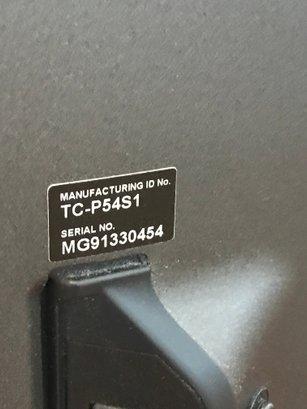 MANUFACTURING ID No.
TC-P54S1
SERIAL NO.
MG91330454